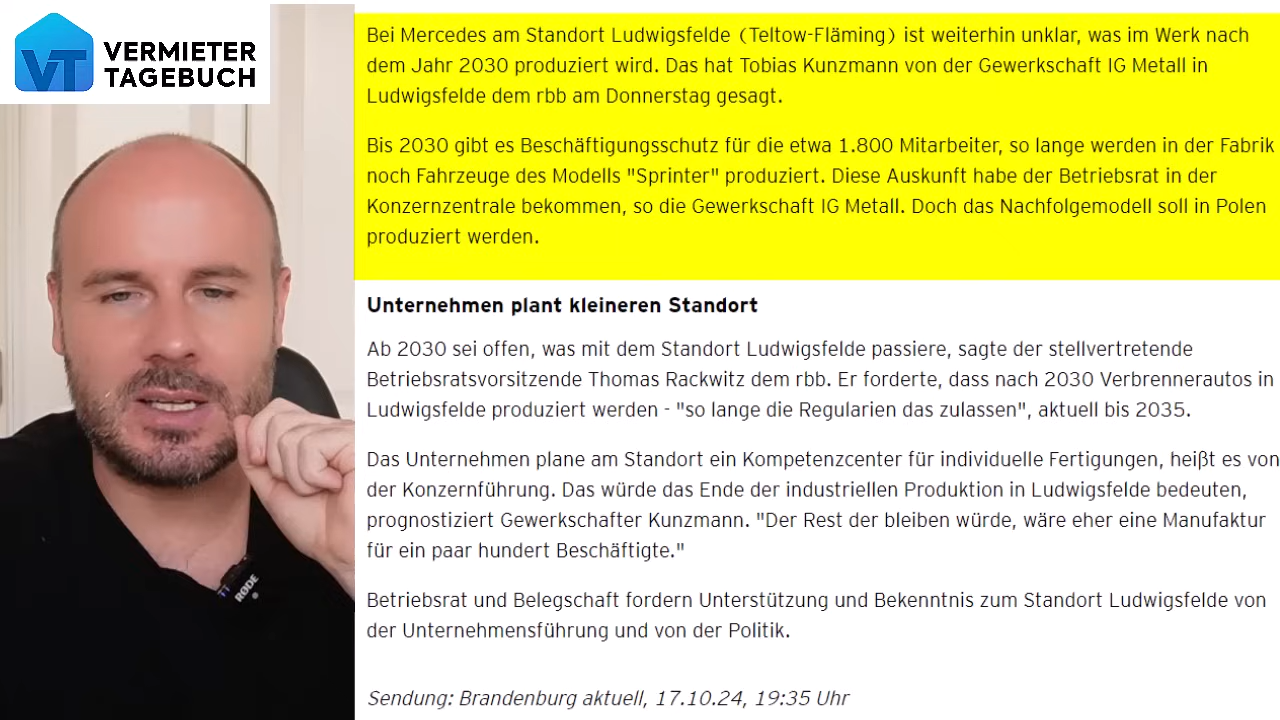 VT VERMIETER
TAGEBUCH
Bei Mercedes am Standort Ludwigsfelde (Teltow-Fläming) ist weiterhin unklar, was im Werk nach
dem Jahr 2030 produziert wird. Das hat Tobias Kunzmann von der Gewerkschaft IG Metall in
Ludwigsfelde dem rbb am Donnerstag gesagt.
Bis 2030 gibt es Beschäftigungsschutz für die etwa 1.800 Mitarbeiter, so lange werden in der Fabrik
noch Fahrzeuge des Modells "Sprinter" produziert. Diese Auskunft habe der Betriebsrat in der
Konzernzentrale bekommen, so die Gewerkschaft IG Metall. Doch das Nachfolgemodell soll in Polen
produziert werden.
Unternehmen plant kleineren Standort
Ab 2030 sei offen, was mit dem Standort Ludwigsfelde passiere, sagte der stellvertretende
Betriebsratsvorsitzende Thomas Rackwitz dem rbb. Er forderte, dass nach 2030 Verbrennerautos in
Ludwigsfelde produziert werden - "so lange die Regularien das zulassen", aktuell bis 2035.
Das Unternehmen plane am Standort ein Kompetenzcenter für individuelle Fertigungen, heißt es von
der Konzernführung. Das würde das Ende der industriellen Produktion in Ludwigsfelde bedeuten,
prognostiziert Gewerkschafter Kunzmann. "Der Rest der bleiben würde, wäre eher eine Manufaktur
für ein paar hundert Beschäftigte."
Betriebsrat und Belegschaft fordern Unterstützung und Bekenntnis zum Standort Ludwigsfelde von
der Unternehmensführung und von der Politik.
Sendung: Brandenburg aktuell, 17.10.24, 19:35 Uhr
RØDE